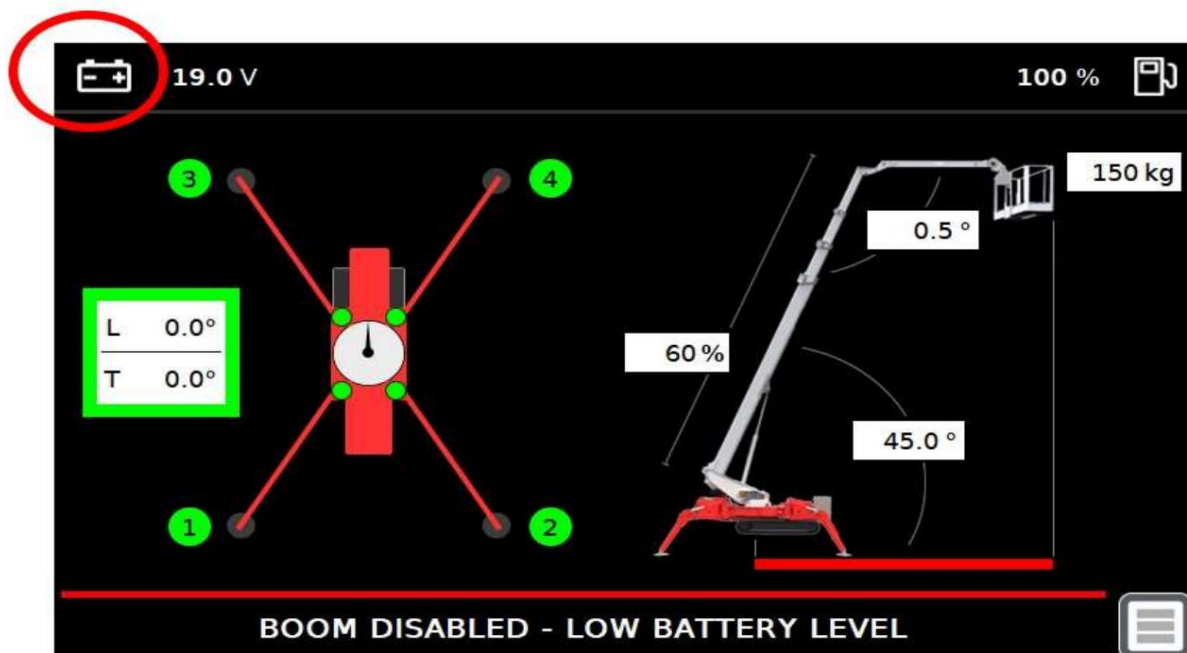 19.0 V
100 %
3
4
150 kg
0.5 °
L 0.0°
T 0.0°
60 %
45.0 °
1
2
BOOM DISABLED - LOW BATTERY LEVEL